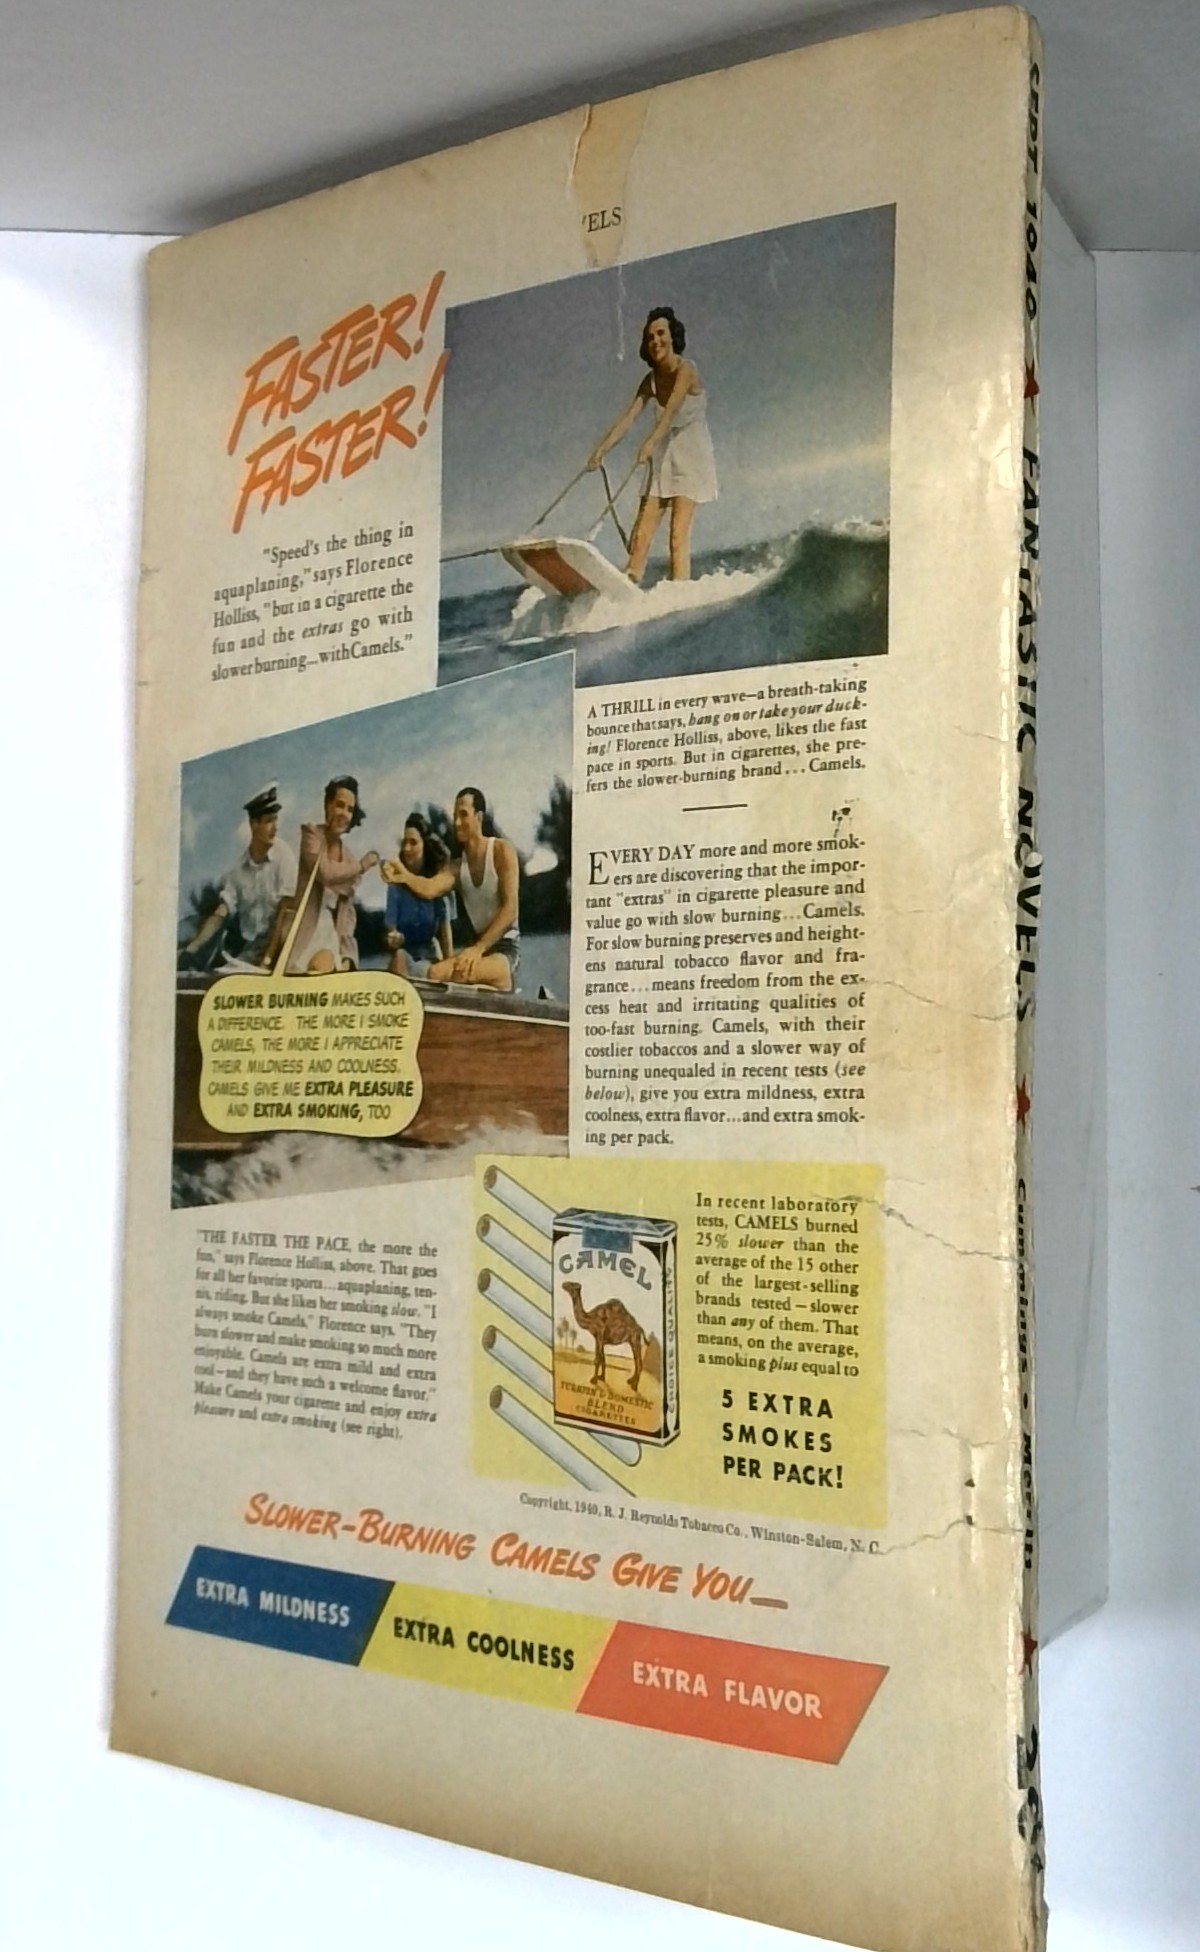 'ELS
FASTER!
FASTER!
"Speed's the thing in
aquaplaning," says Florence
Holliss, "but in a cigarette the
fun and the extras go with
slower burning...with Camels."
A THRILL in every wave—a breath-taking
bounce that says, hang on or take your duck-
ing! Florence Holliss, above, likes the fast
pace in sports. But in cigarettes, she pre-
fers the slower-burning brand... Camels.
EVERY DAY more and more smok-
ers are discovering that the impor-
tant "extras" in cigarette pleasure and
value go with slow burning...Camels.
For slow burning preserves and height-
ens natural tobacco flavor and fra-
grance...means freedom from the ex-
cess heat and irritating qualities of
too-fast burning. Camels, with their
costlier tobaccos and a slower way of
burning unequaled in recent tests (see
below), give you extra mildness, extra
coolness, extra flavor...and extra smok-
ing per pack.
SLOWER BURNING MAKES SUCH
A DIFFERENCE. THE MORE I SMOKE
CAMELS, THE MORE I APPRECIATE
THEIR MILDNESS AND COOLNESS.
CAMELS GIVE ME EXTRA PLEASURE
AND EXTRA SMOKING, TOO
"THE FASTER THE PACE, the more the
fun," says Florence Holliss, above. That goes
for all her favorite sports...aquaplaning, ten-
nis, riding. But she likes her smoking slow. "I
always smoke Camels," Florence says. "They
burn slower and make smoking so much more
enjoyable. Camels are extra mild and extra
cool—and they have such a welcome flavor."
Make Camels your cigarette and enjoy extra
pleasure and extra smoking (see right).
CAMEL
TURKISH & DOMESTIC
BLEND
CIGARETTES
CHOICE QUALITY
In recent laboratory
tests, CAMELS burned
25% slower than the
average of the 15 other
of the largest-selling
brands tested—slower
than any of them. That
means, on the average,
a smoking plus equal to
5 EXTRA
SMOKES
PER PACK!
Copyright, 1940, R. J. Reynolds Tobacco Co., Winston-Salem, N. C.
SLOWER-BURNING CAMELS GIVE YOU—
EXTRA MILDNESS
EXTRA COOLNESS
EXTRA FLAVOR
SEPT 1940 ★ FANTASTIC NOVELS ★ Cummings • Merritt ★